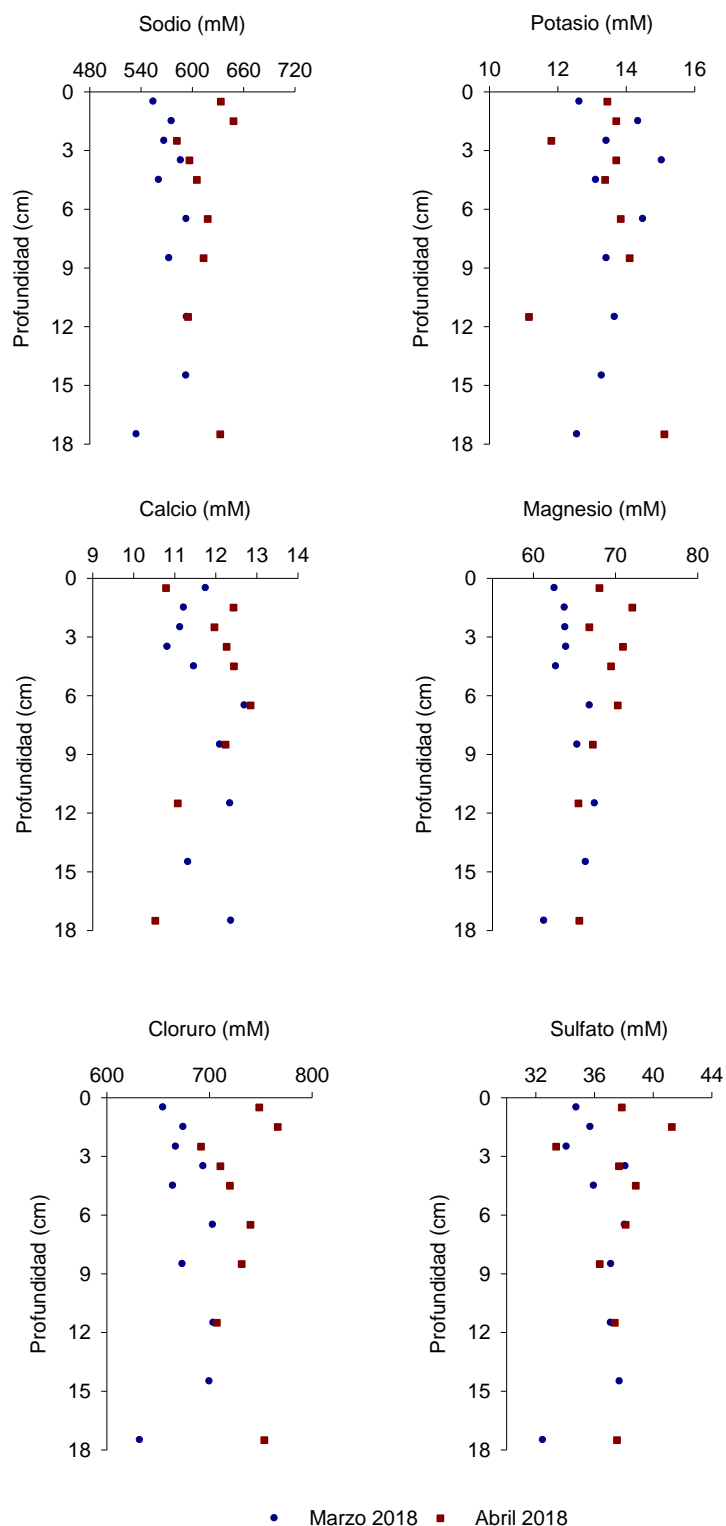 Sodio (mM)
480 540 600 660 720
0
3
6
9
12
15
18
Profundidad (cm)
Potasio (mM)
10 12 14 16
0
3
6
9
12
15
18
Profundidad (cm)
Calcio (mM)
9 10 11 12 13 14
0
3
6
9
12
15
18
Profundidad (cm)
Magnesio (mM)
60 70 80
0
3
6
9
12
15
18
Profundidad (cm)
Cloruro (mM)
600 700 800
0
3
6
9
12
15
18
Profundidad (cm)
Sulfato (mM)
32 36 40 44
0
3
6
9
12
15
18
Profundidad (cm)
Marzo 2018 Abril 2018